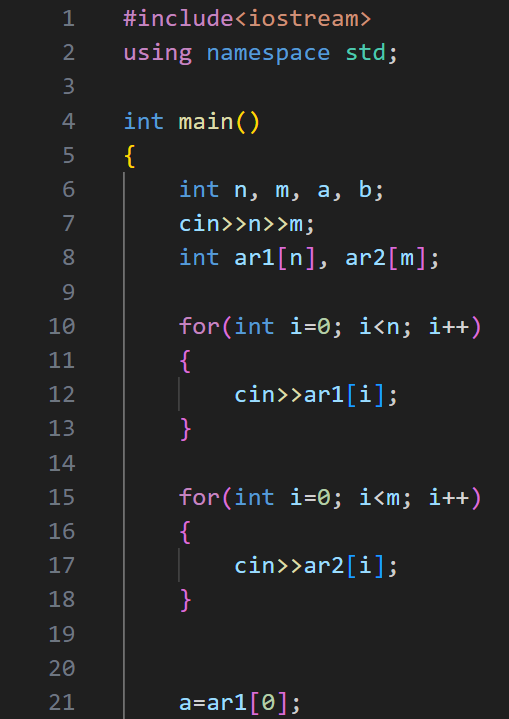 1 #include<iostream>
2 using namespace std;
3
4 int main()
5 {
6 int n, m, a, b;
7 cin>>n>>m;
8 int ar1[n], ar2[m];
9
10 for(int i=0; i<n; i++)
11 {
12 cin>>ar1[i];
13 }
14
15 for(int i=0; i<m; i++)
16 {
17 cin>>ar2[i];
18 }
19
20
21 a=ar1[0];